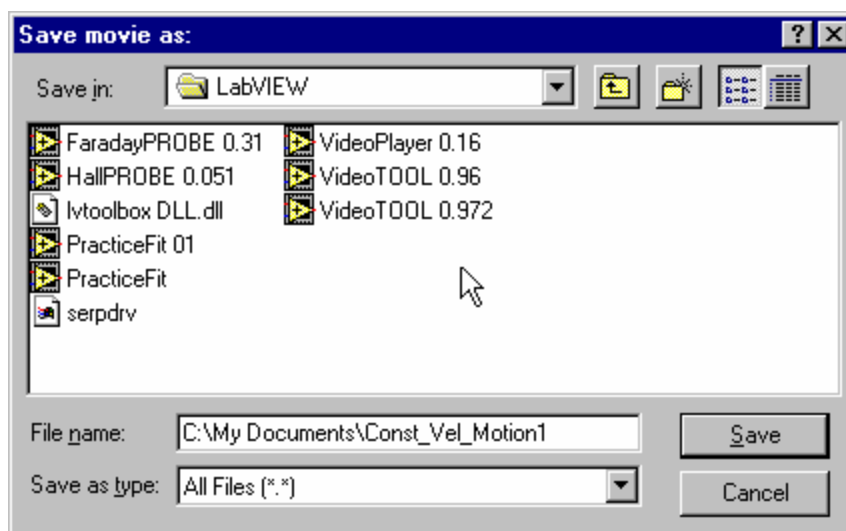 Save movie as:
Save in: LabVIEW
FaradayPROBE 0.31 VideoPlayer 0.16
HallPROBE 0.051 VideoTOOL 0.96
lvtoolbox DLL.dll VideoTOOL 0.972
PracticeFit 01
PracticeFit
serpdrv
File name: C:\My Documents\Const_Vel_Motion1 Save
Save as type: All Files (*.*) Cancel